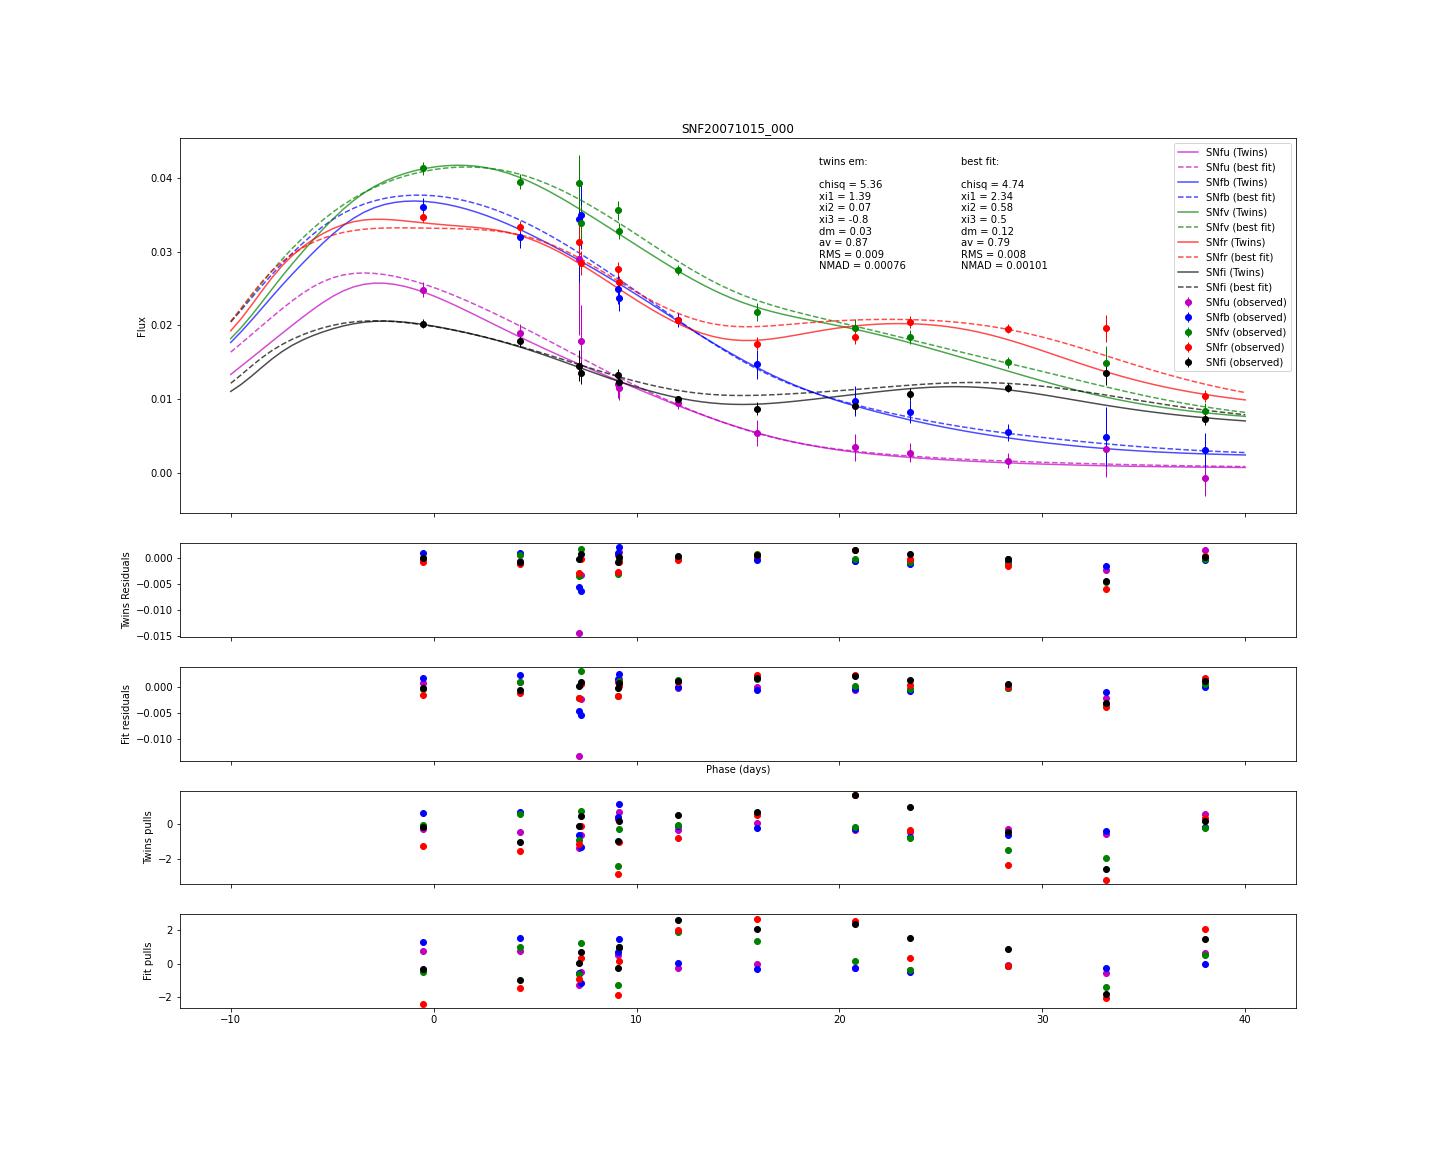 SNF20071015_000
twins em:
chisq = 5.36
xi1 = 1.39
xi2 = 0.07
xi3 = -0.8
dm = 0.03
av = 0.87
RMS = 0.009
NMAD = 0.00076
best fit:
chisq = 4.74
xi1 = 2.34
xi2 = 0.58
xi3 = 0.5
dm = 0.12
av = 0.79
RMS = 0.008
NMAD = 0.00101
SNfu (Twins)
SNfu (best fit)
SNfb (Twins)
SNfb (best fit)
SNfv (Twins)
SNfv (best fit)
SNfr (Twins)
SNfr (best fit)
SNfi (Twins)
SNfi (best fit)
SNfu (observed)
SNfb (observed)
SNfv (observed)
SNfr (observed)
SNfi (observed)
Flux
0.04
0.03
0.02
0.01
0.00
Twins Residuals
0.000
−0.005
−0.010
−0.015
Fit residuals
0.000
−0.005
−0.010
Phase (days)
Twins pulls
0
−2
Fit pulls
2
0
−2
−10
0
10
20
30
40